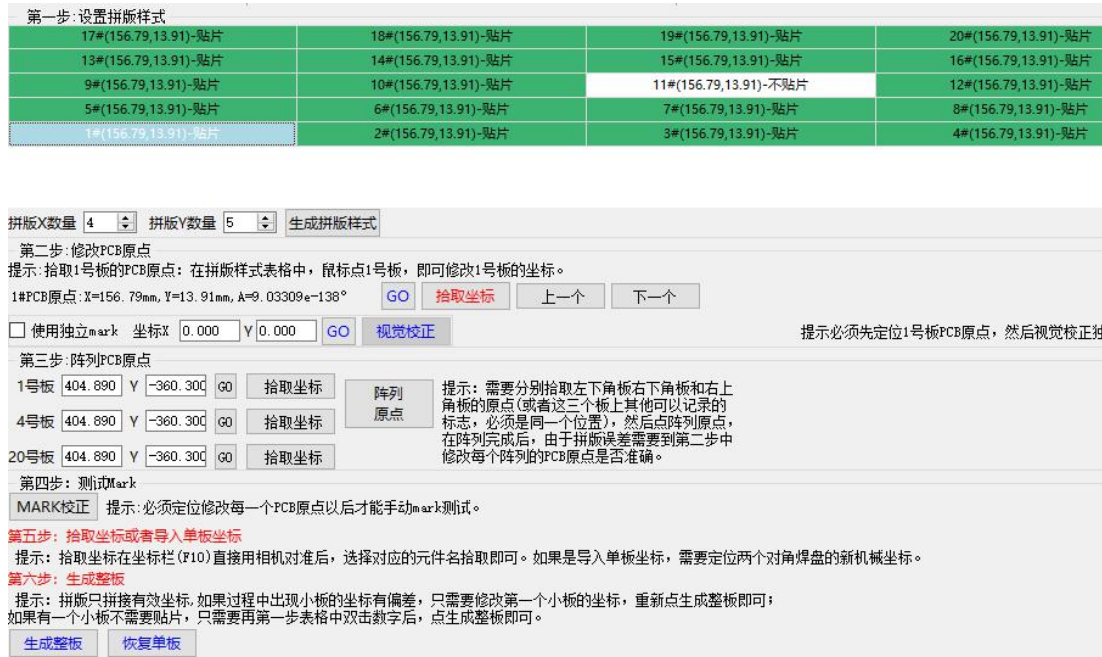 第一步:设置拼版样式
17#(156.79,13.91)-贴片 18#(156.79,13.91)-贴片 19#(156.79,13.91)-贴片 20#(156.79,13.91)-贴片
13#(156.79,13.91)-贴片 14#(156.79,13.91)-贴片 15#(156.79,13.91)-贴片 16#(156.79,13.91)-贴片
9#(156.79,13.91)-贴片 10#(156.79,13.91)-贴片 11#(156.79,13.91)-不贴片 12#(156.79,13.91)-贴片
5#(156.79,13.91)-贴片 6#(156.79,13.91)-贴片 7#(156.79,13.91)-贴片 8#(156.79,13.91)-贴片
1#(156.79,13.91)-贴片 2#(156.79,13.91)-贴片 3#(156.79,13.91)-贴片 4#(156.79,13.91)-贴片
拼版X数量 4 拼版Y数量 5 生成拼版样式
第二步:修改PCB原点
提示:拾取1号板的PCB原点：在拼版样式表格中，鼠标点1号板，即可修改1号板的坐标。
1#PCB原点:X=156.79mm,Y=13.91mm,A=9.03309e-138° GO 拾取坐标 上一个 下一个
使用独立mark 坐标X 0.000 Y 0.000 GO 视觉校正 提示必须先定位1号板PCB原点，然后视觉校正独
第三步:阵列PCB原点
1号板 404.890 Y -360.300 GO 拾取坐标
4号板 404.890 Y -360.300 GO 拾取坐标
20号板 404.890 Y -360.300 GO 拾取坐标
阵列
原点
提示：需要分别拾取左下角板右下角板和右上
角板的原点(或者这三个板上其他可以记录的
标志，必须是同一个位置)，然后点阵列原点，
在阵列完成后，由于拼版误差需要到第二步中
修改每个阵列的PCB原点是否准确。
第四步：测试Mark
MARK校正 提示:必须定位修改每一个PCB原点以后才能手动mark测试。
第五步：拾取坐标或者导入单板坐标
提示：拾取坐标在坐标栏(F10)直接用相机对准后，选择对应的元件名拾取即可。如果是导入单板坐标，需要定位两个对角焊盘的新机械坐标。
第六步：生成整板
提示：拼版只拼接有效坐标,如果过程中出现小板的坐标有偏差，只需要修改第一个小板的坐标，重新点生成整板即可；
如果有一个小板不需要贴片，只需要再第一步表格中双击数字后，点生成整板即可。
生成整板 恢复单板